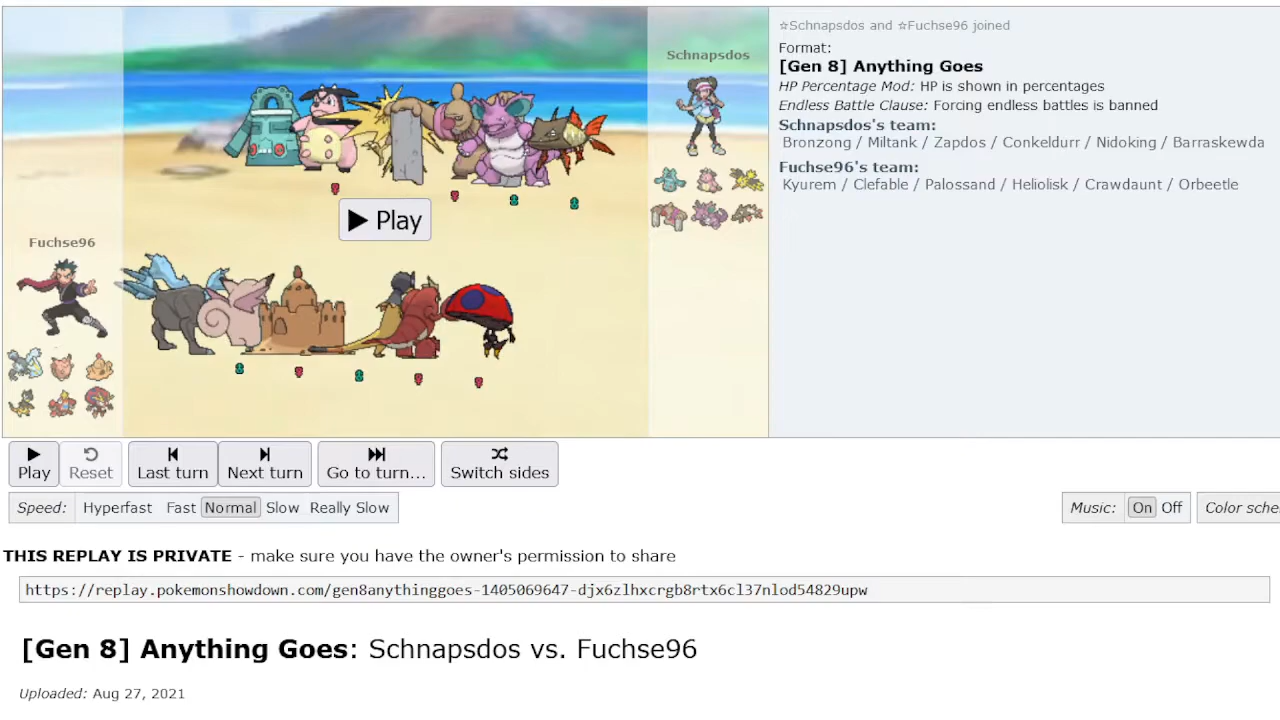 Schnapsdos
Fuchse96
Play
☆Schnapsdos and ☆Fuchse96 joined
Format:
[Gen 8] Anything Goes
HP Percentage Mod: HP is shown in percentages
Endless Battle Clause: Forcing endless battles is banned
Schnapsdos's team:
Bronzong / Miltank / Zapdos / Conkeldurr / Nidoking / Barraskewda
Fuchse96's team:
Kyurem / Clefable / Palossand / Heliolisk / Crawdaunt / Orbeetle
Play Reset Last turn Next turn Go to turn... Switch sides
Speed: Hyperfast Fast Normal Slow Really Slow Music: On Off Color sche
THIS REPLAY IS PRIVATE - make sure you have the owner's permission to share
https://replay.pokemonshowdown.com/gen8anythinggoes-1405069647-djx6zlhxcrgb8rtx6cl37nlod54829upw
[Gen 8] Anything Goes: Schnapsdos vs. Fuchse96
Uploaded: Aug 27, 2021